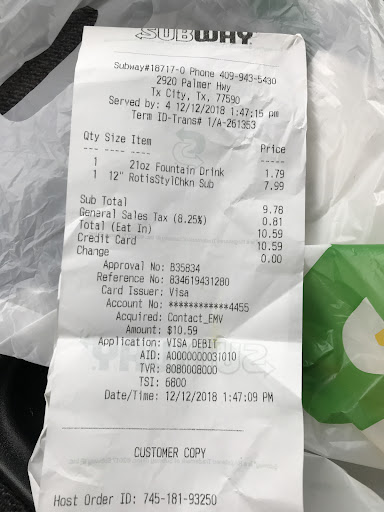 SUBWAY
Subway#18717-0 Phone 409-943-5430
2920 Palmer Hwy
Tx City, Tx, 77590
Served by: 4 12/12/2018 1:47:15 pm
Term ID-Trans# 1/A-261353
Qty Size Item Price
1 21oz Fountain Drink 1.79
1 12" RotisStylChkn Sub 7.99
Sub Total 9.78
General Sales Tax (8.25%) 0.81
Total (Eat In) 10.59
Credit Card 10.59
Change 0.00
Approval No: B35834
Reference No: 834619431280
Card Issuer: Visa
Account No: ************4455
Acquired: Contact_EMV
Amount: $10.59
Application: VISA DEBIT
AID: A0000000031010
TVR: 8080008000
TSI: 6800
Date/Time: 12/12/2018 1:47:09 PM
CUSTOMER COPY
Host Order ID: 745-181-93250